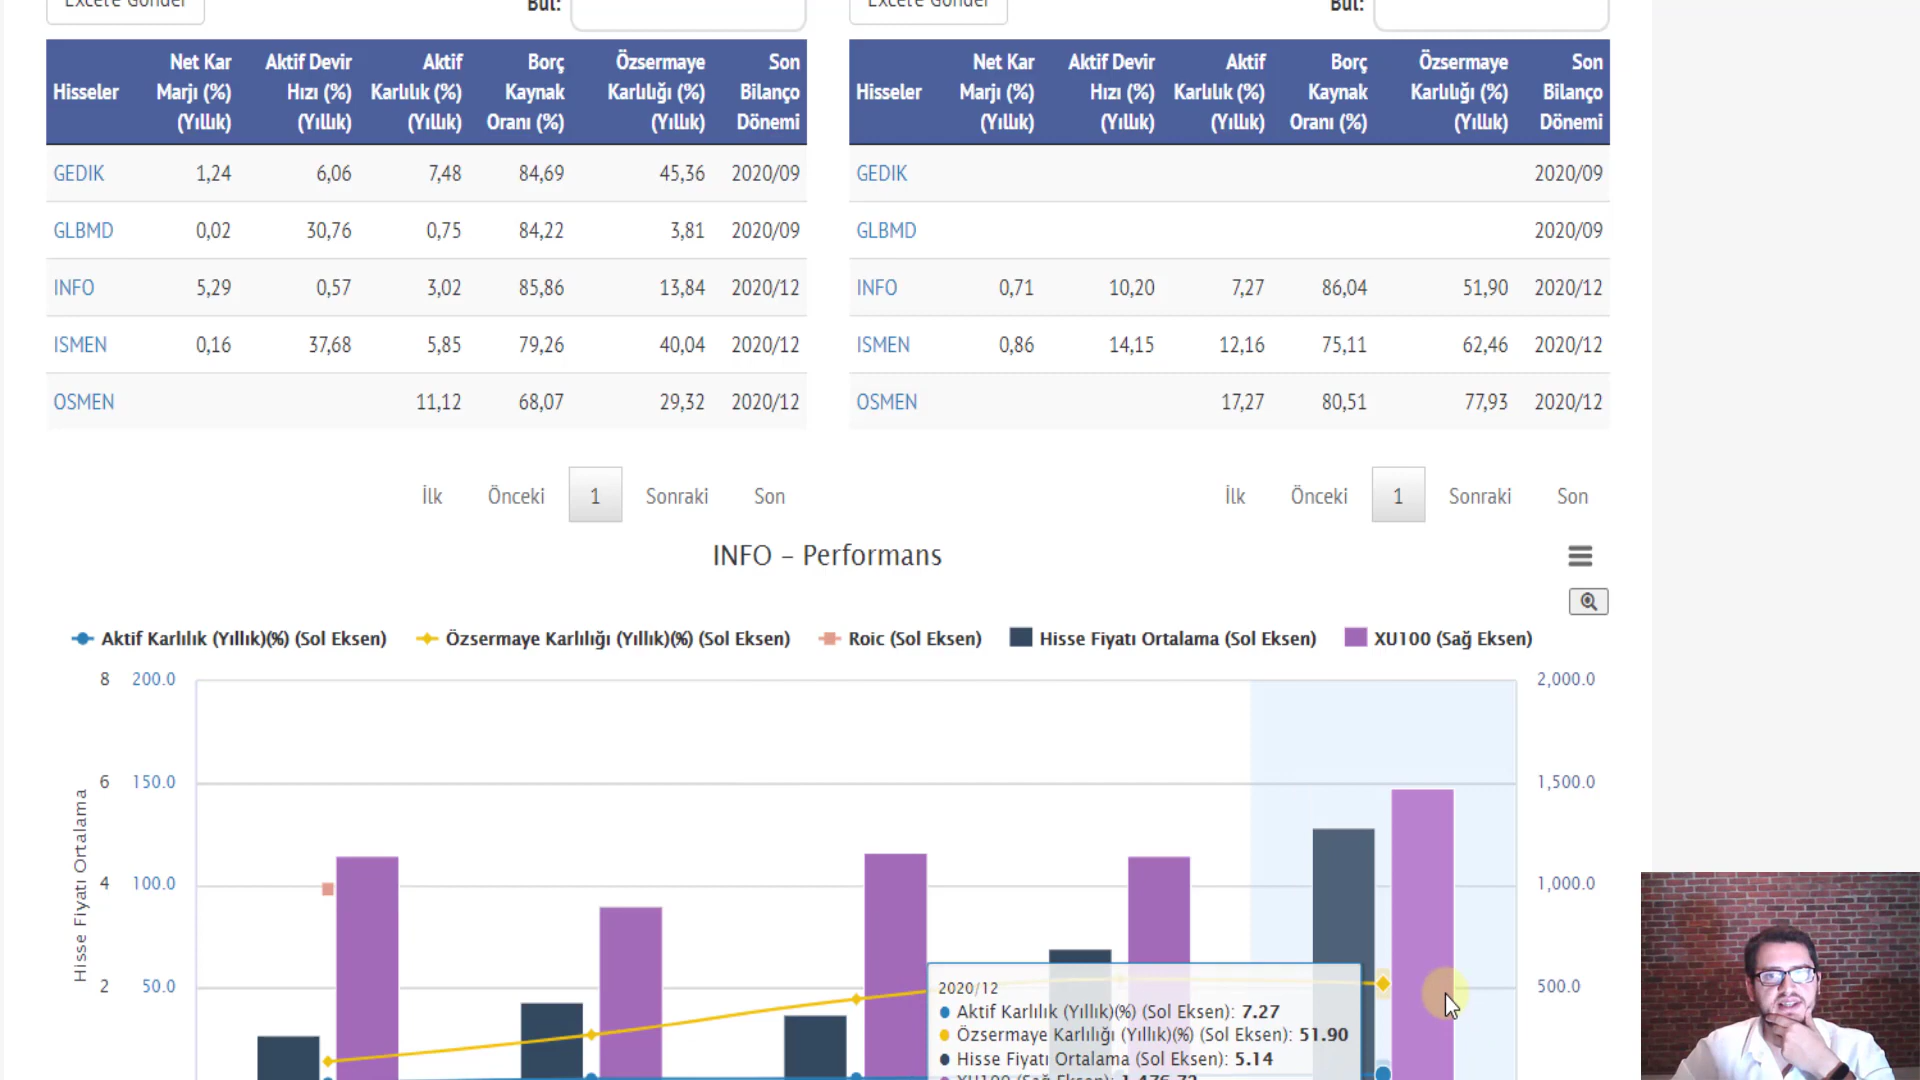 Excel'e Gönder Bul: Excel'e Gönder Bul:
Hisseler Net Kar Marjı (%) (Yıllık) Aktif Devir Hızı (%) (Yıllık) Aktif Karlılık (%) (Yıllık) Borç Kaynak Oranı (%) Özsermaye Karlılığı (%) (Yıllık) Son Bilanço Dönemi
GEDIK 1,24 6,06 7,48 84,69 45,36 2020/09
GLBMD 0,02 30,76 0,75 84,22 3,81 2020/09
INFO 5,29 0,57 3,02 85,86 13,84 2020/12
ISMEN 0,16 37,68 5,85 79,26 40,04 2020/12
OSMEN 11,12 68,07 29,32 2020/12
İlk Önceki 1 Sonraki Son
Hisseler Net Kar Marjı (%) (Yıllık) Aktif Devir Hızı (%) (Yıllık) Aktif Karlılık (%) (Yıllık) Borç Kaynak Oranı (%) Özsermaye Karlılığı (%) (Yıllık) Son Bilanço Dönemi
GEDIK 2020/09
GLBMD 2020/09
INFO 0,71 10,20 7,27 86,04 51,90 2020/12
ISMEN 0,86 14,15 12,16 75,11 62,46 2020/12
OSMEN 17,27 80,51 77,93 2020/12
İlk Önceki 1 Sonraki Son
INFO – Performans
Aktif Karlılık (Yıllık)(%) (Sol Eksen) Özsermaye Karlılığı (Yıllık)(%) (Sol Eksen) Roic (Sol Eksen) Hisse Fiyatı Ortalama (Sol Eksen) XU100 (Sağ Eksen)
8 200.0 2,000.0
6 150.0 1,500.0
4 100.0 1,000.0
2 50.0 500.0
Hisse Fiyatı Ortalama
2020/12
Aktif Karlılık (Yıllık)(%) (Sol Eksen): 7.27
Özsermaye Karlılığı (Yıllık)(%) (Sol Eksen): 51.90
Hisse Fiyatı Ortalama (Sol Eksen): 5.14
XU100 (Sağ Eksen): 1,476.72